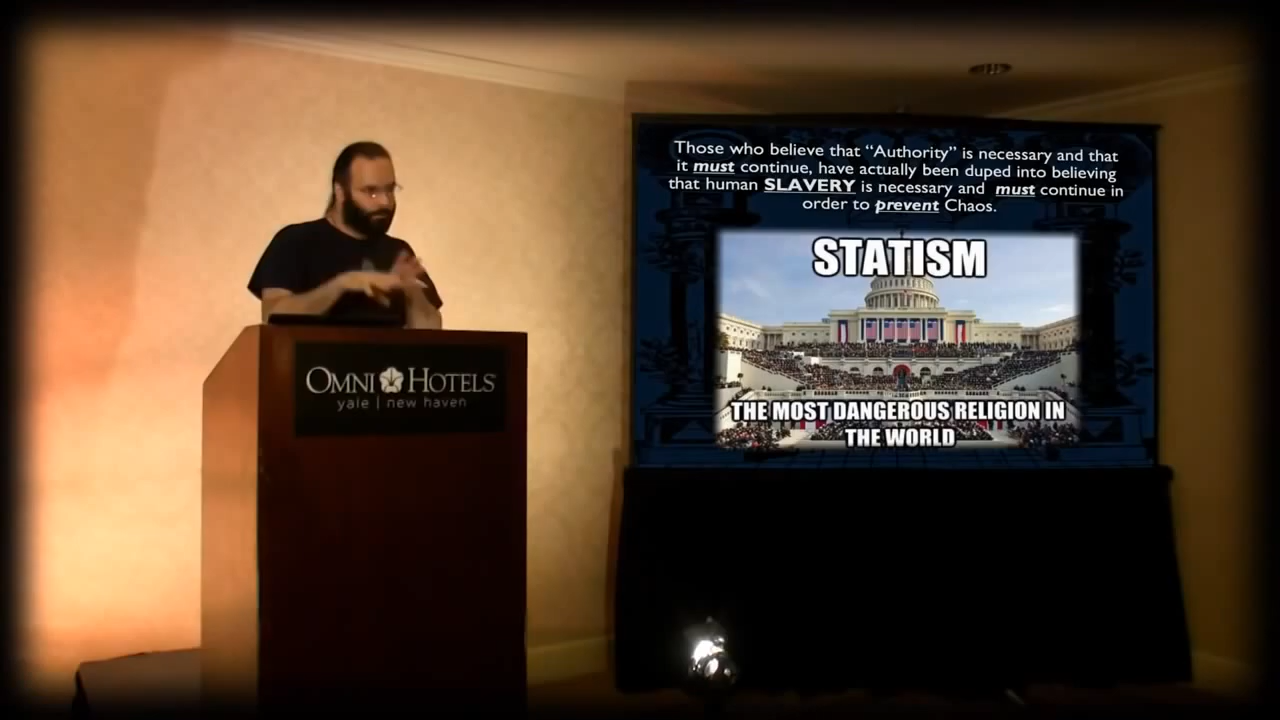 Those who believe that “Authority” is necessary and that
it must continue, have actually been duped into believing
that human SLAVERY is necessary and must continue in
order to prevent Chaos.
STATISM
THE MOST DANGEROUS RELIGION IN
THE WORLD
OMNI HOTELS
yale | new haven